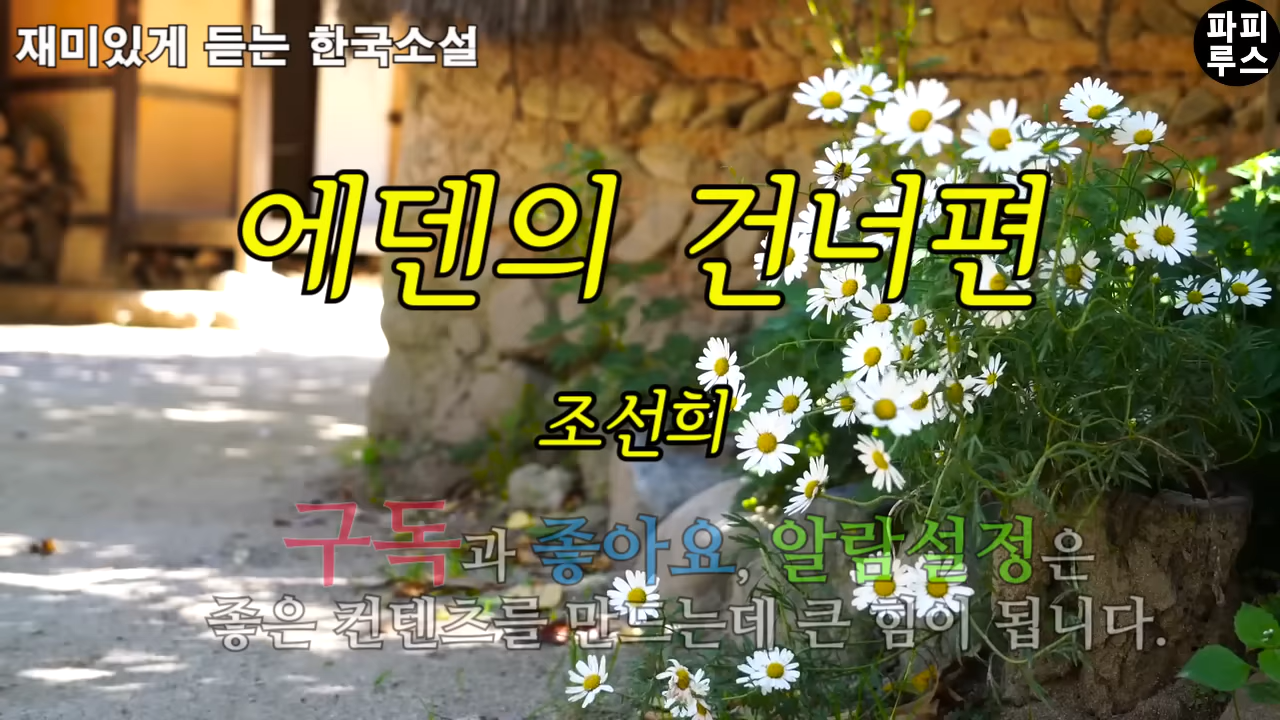 재미있게 듣는 한국소설
파피
루스
에덴의 건너편
조선희
구독과 좋아요, 알람설정은
좋은 컨텐츠를 만드는데 큰 힘이 됩니다.